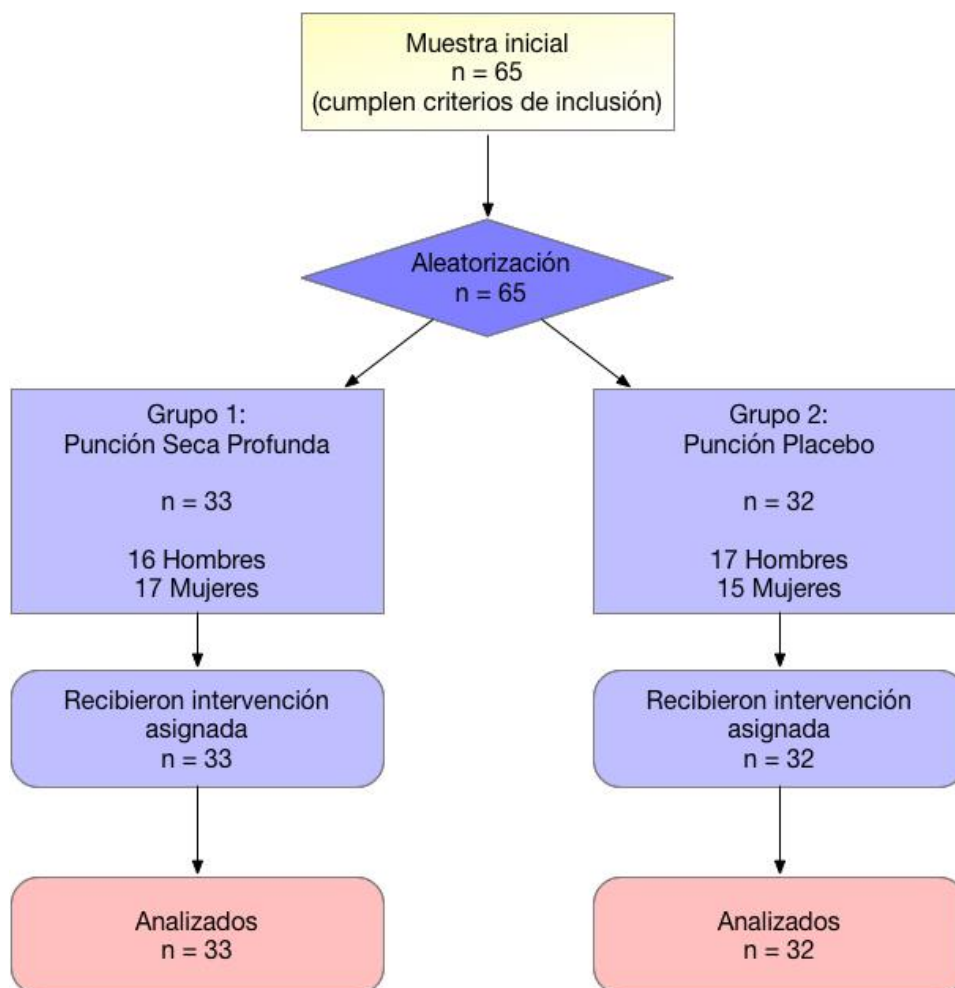 Muestra inicial
n = 65
(cumplen criterios de inclusión)
Aleatorización
n = 65
Grupo 1:
Punción Seca Profunda
n = 33
16 Hombres
17 Mujeres
Grupo 2:
Punción Placebo
n = 32
17 Hombres
15 Mujeres
Recibieron intervención
asignada
n = 33
Recibieron intervención
asignada
n = 32
Analizados
n = 33
Analizados
n = 32